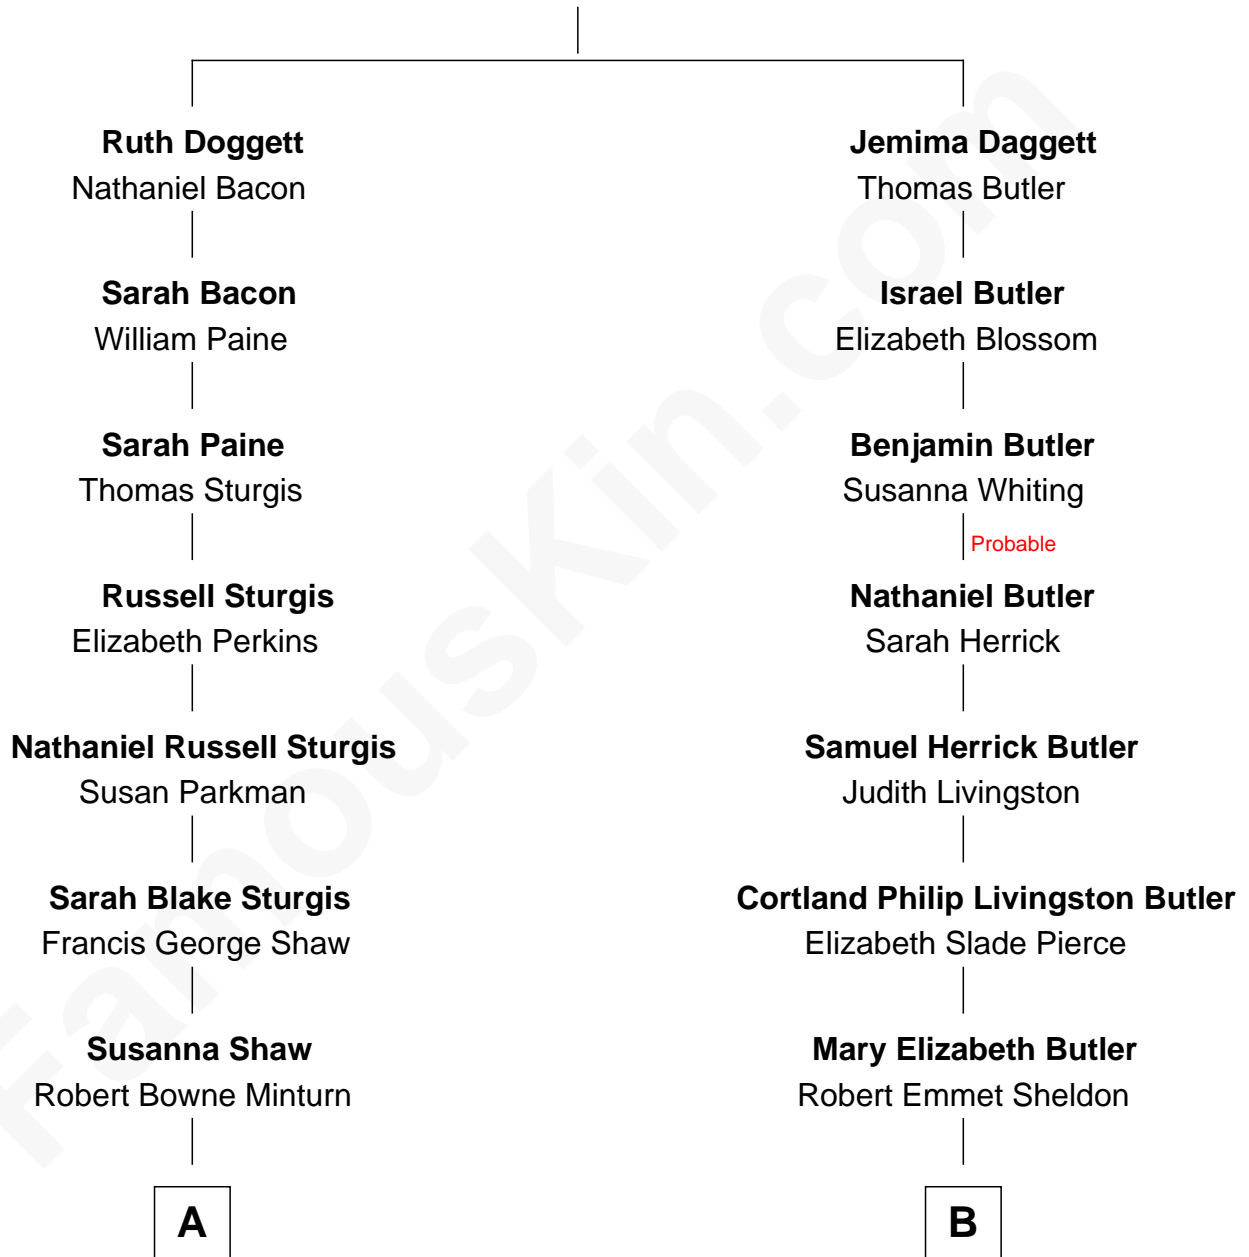 Ruth Doggett
Nathaniel Bacon
Sarah Bacon
William Paine
Sarah Paine
Thomas Sturgis
Russell Sturgis
Elizabeth Perkins
Nathaniel Russell Sturgis
Susan Parkman
Sarah Blake Sturgis
Francis George Shaw
Susanna Shaw
Robert Bowne Minturn
A
Jemima Daggett
Thomas Butler
Israel Butler
Elizabeth Blossom
Benjamin Butler
Susanna Whiting
Probable
Nathaniel Butler
Sarah Herrick
Samuel Herrick Butler
Judith Livingston
Cortland Philip Livingston Butler
Elizabeth Slade Pierce
Mary Elizabeth Butler
Robert Emmet Sheldon
B
FamousKin.com